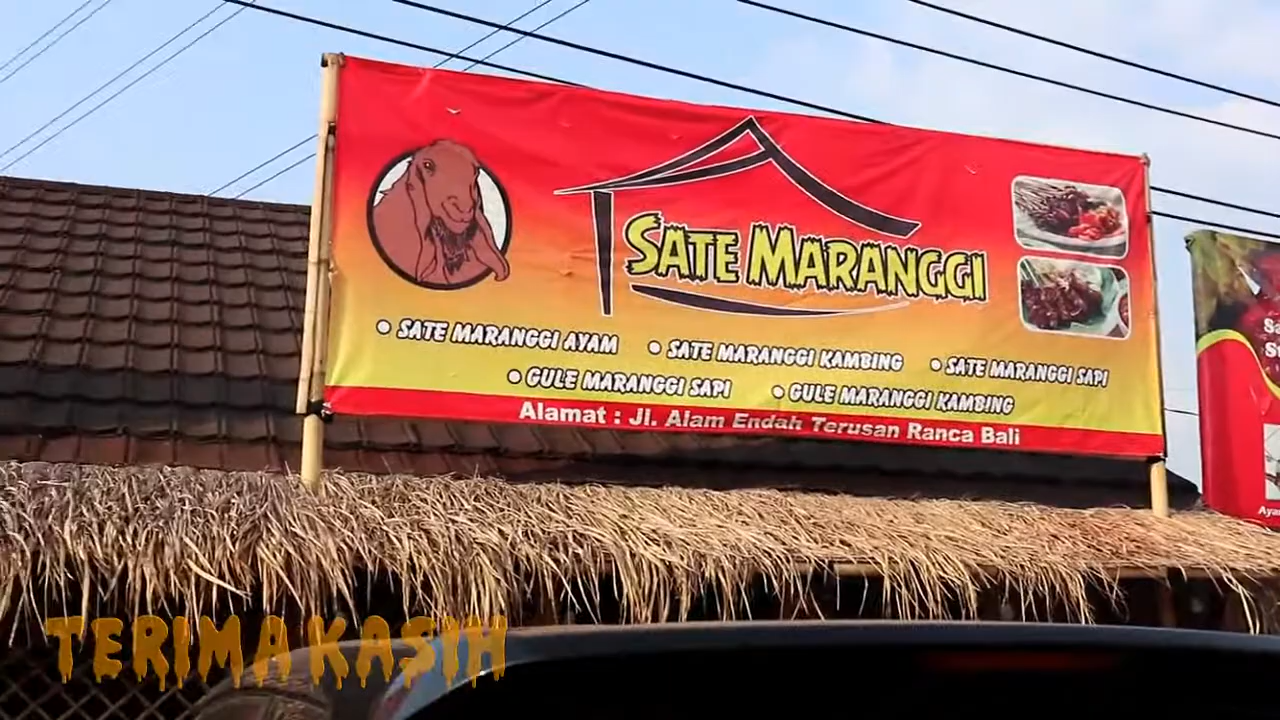 SATE MARANGGI
• SATE MARANGGI AYAM • SATE MARANGGI KAMBING • SATE MARANGGI SAPI
• GULE MARANGGI SAPI • GULE MARANGGI KAMBING
Alamat : Jl. Alam Endah Terusan Ranca Bali
TERIMA KASIH